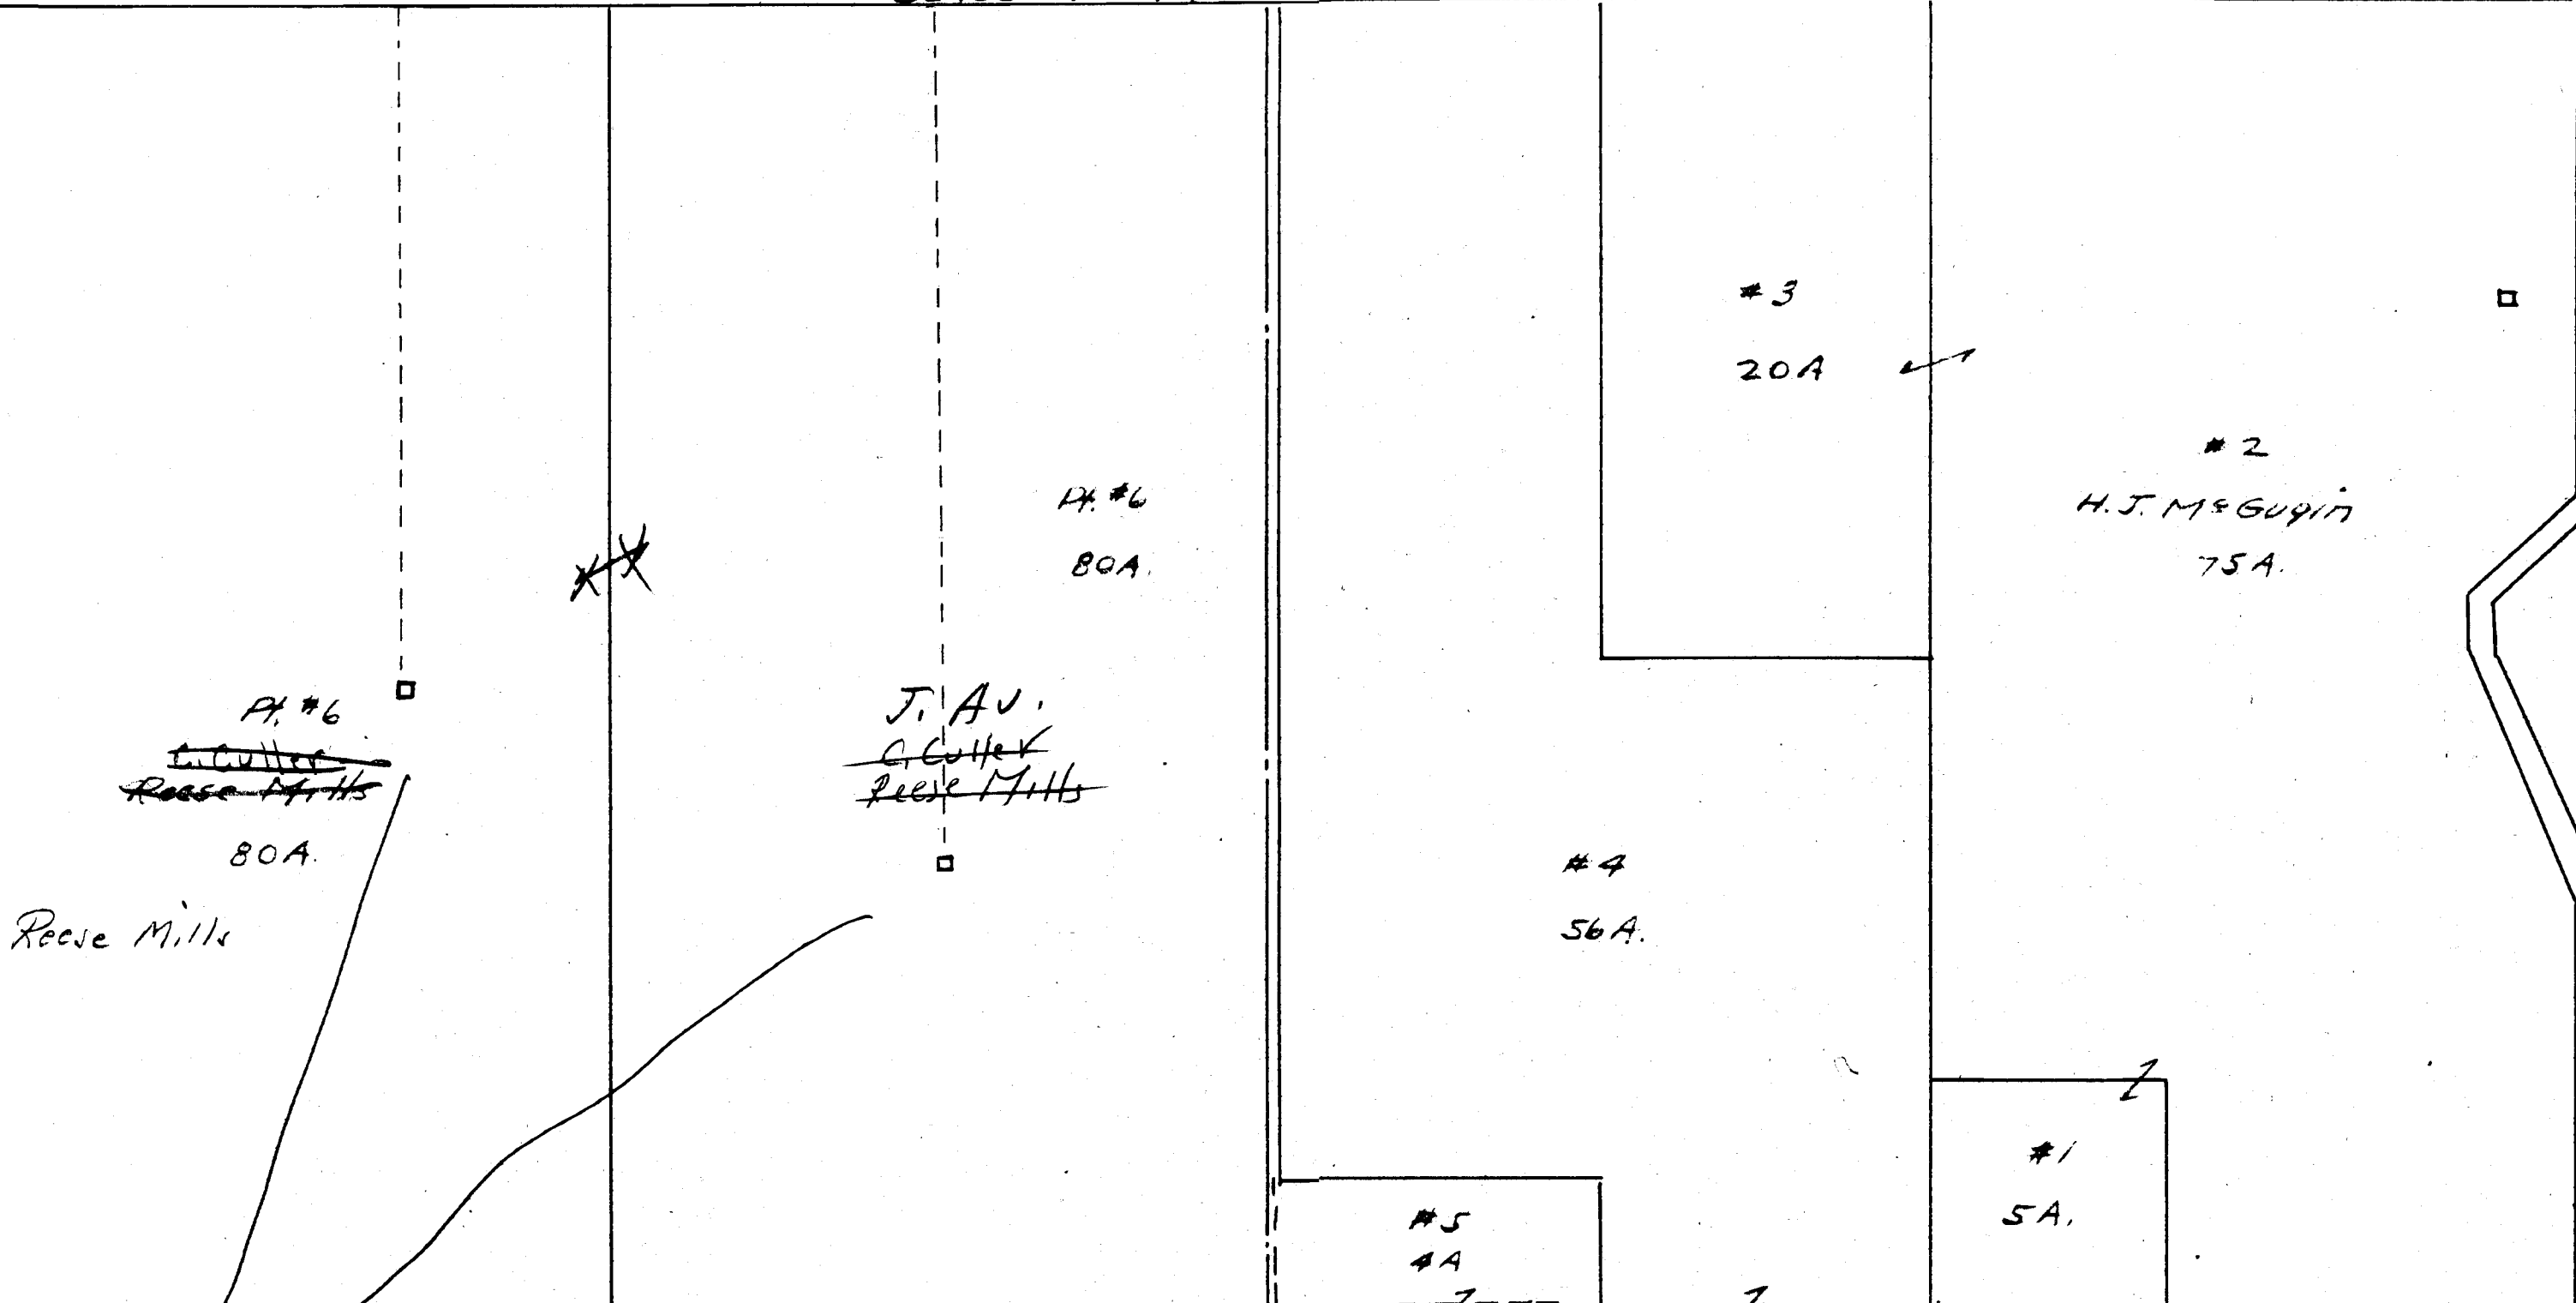 Pt. #6
C. Culler
Reese Mills
80A.
Reese Mills
Pt. #6
80A.
J. Au.
C. Culler
Reese Mills
#3
20A
#2
H.J. McGugin
75A.
#4
56A.
#5
4A
#1
5A.